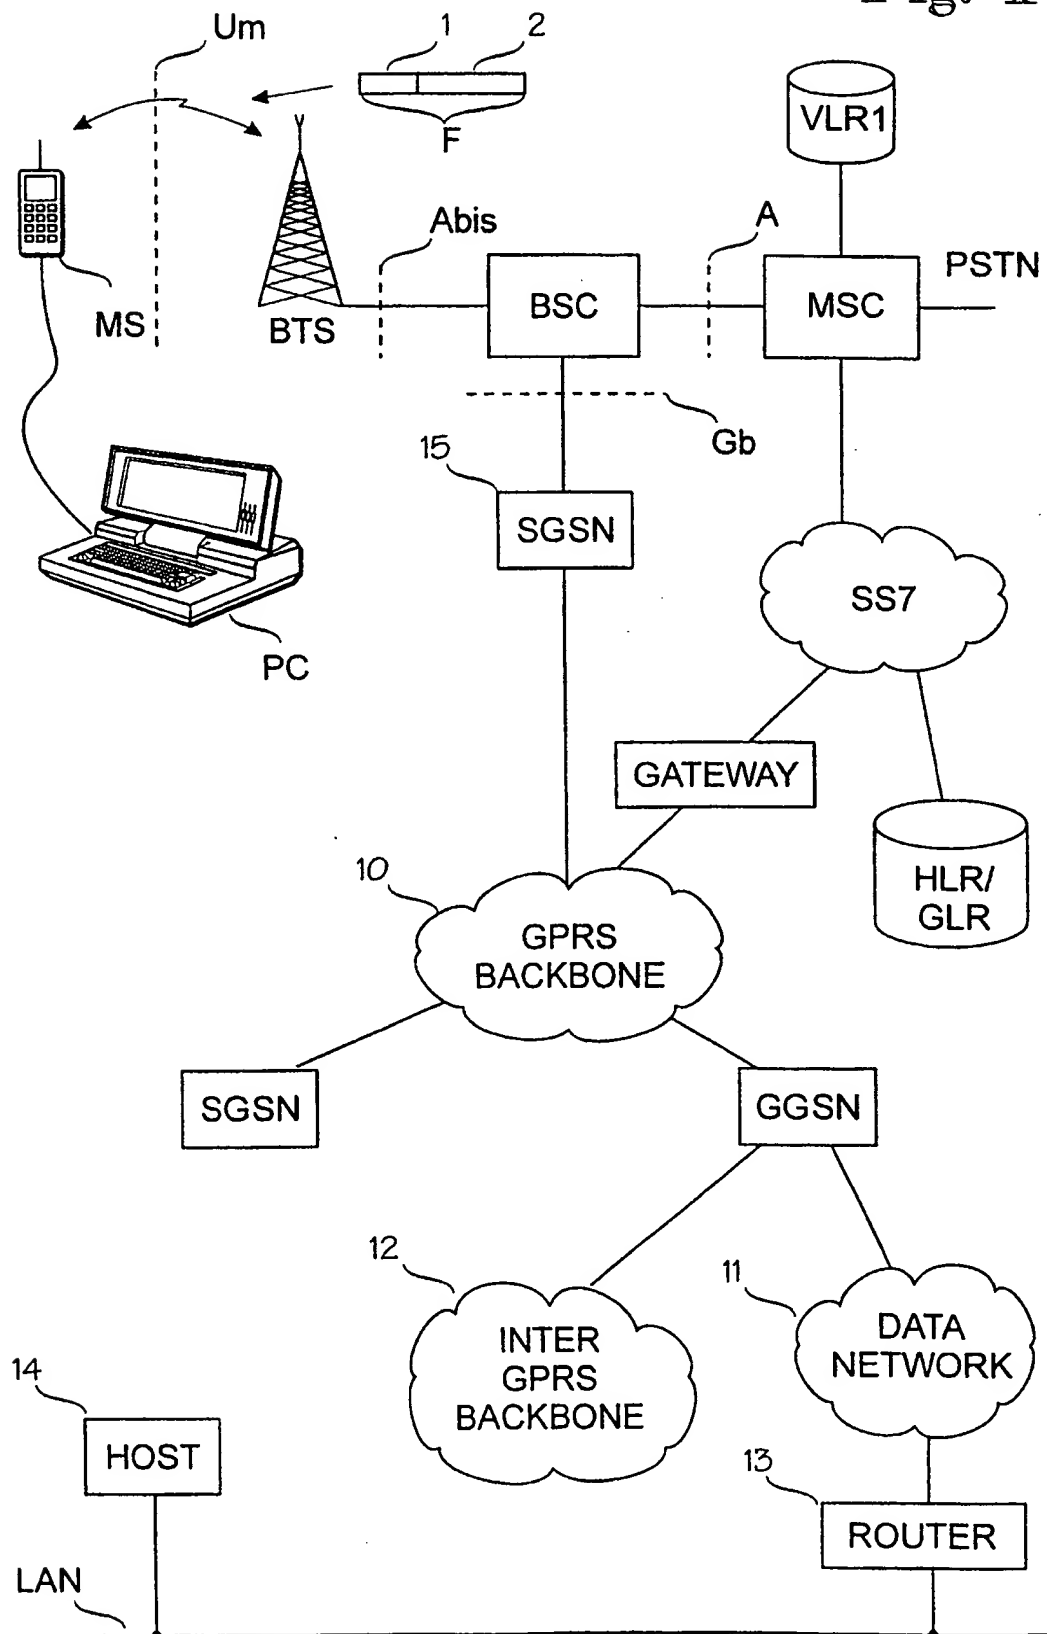 Um
1
2
F
VLR1
Abis
A
PSTN
MS
BTS
BSC
MSC
Gb
15
SGSN
SS7
PC
GATEWAY
10
HLR/
GLR
GPRS
BACKBONE
SGSN
GGSN
12
11
INTER
GPRS
BACKBONE
DATA
NETWORK
14
HOST
13
ROUTER
LAN